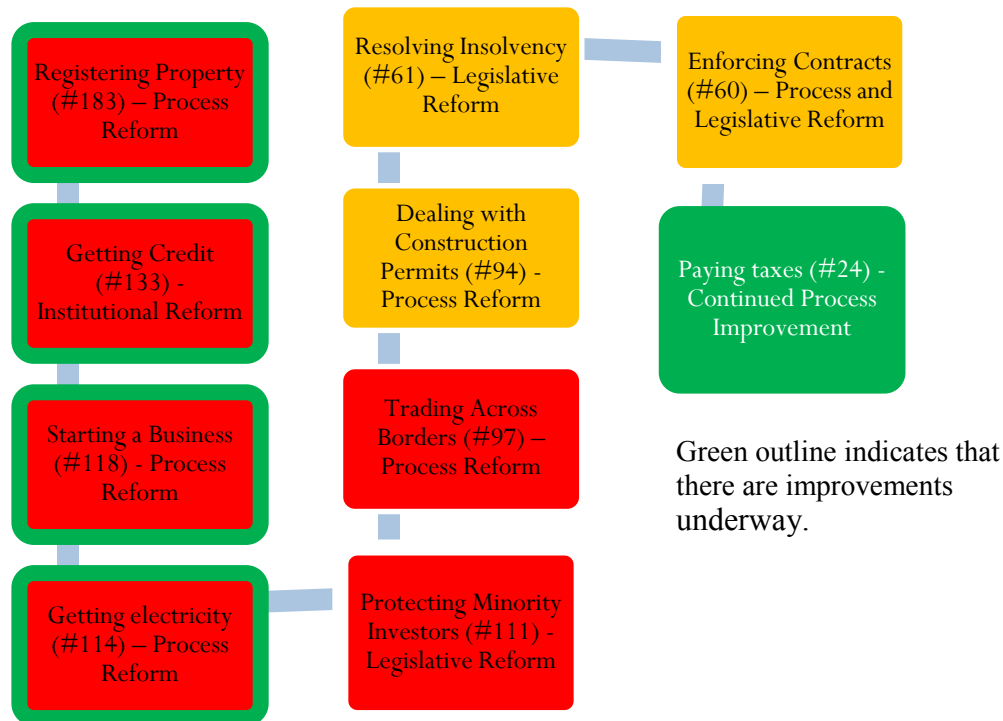 Registering Property
(#183) – Process
Reform
Getting Credit
(#133) -
Institutional Reform
Starting a Business
(#118) - Process
Reform
Getting electricity
(#114) – Process
Reform
Protecting Minority
Investors (#111) -
Legislative Reform
Trading Across
Borders (#97) –
Process Reform
Dealing with
Construction
Permits (#94) -
Process Reform
Resolving Insolvency
(#61) – Legislative
Reform
Enforcing Contracts
(#60) – Process and
Legislative Reform
Paying taxes (#24) -
Continued Process
Improvement
Green outline indicates that
there are improvements
underway.